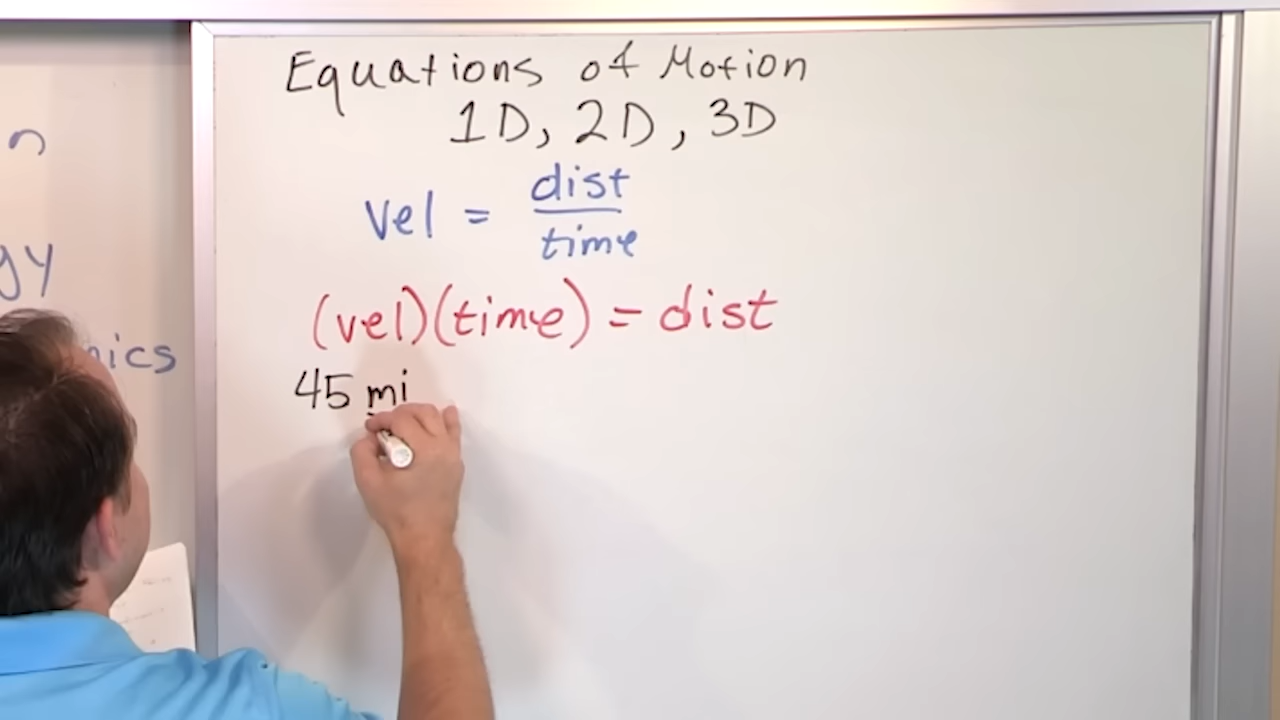 Equations of Motion
1D, 2D, 3D
vel = dist/time
(vel)(time) = dist
45 mi